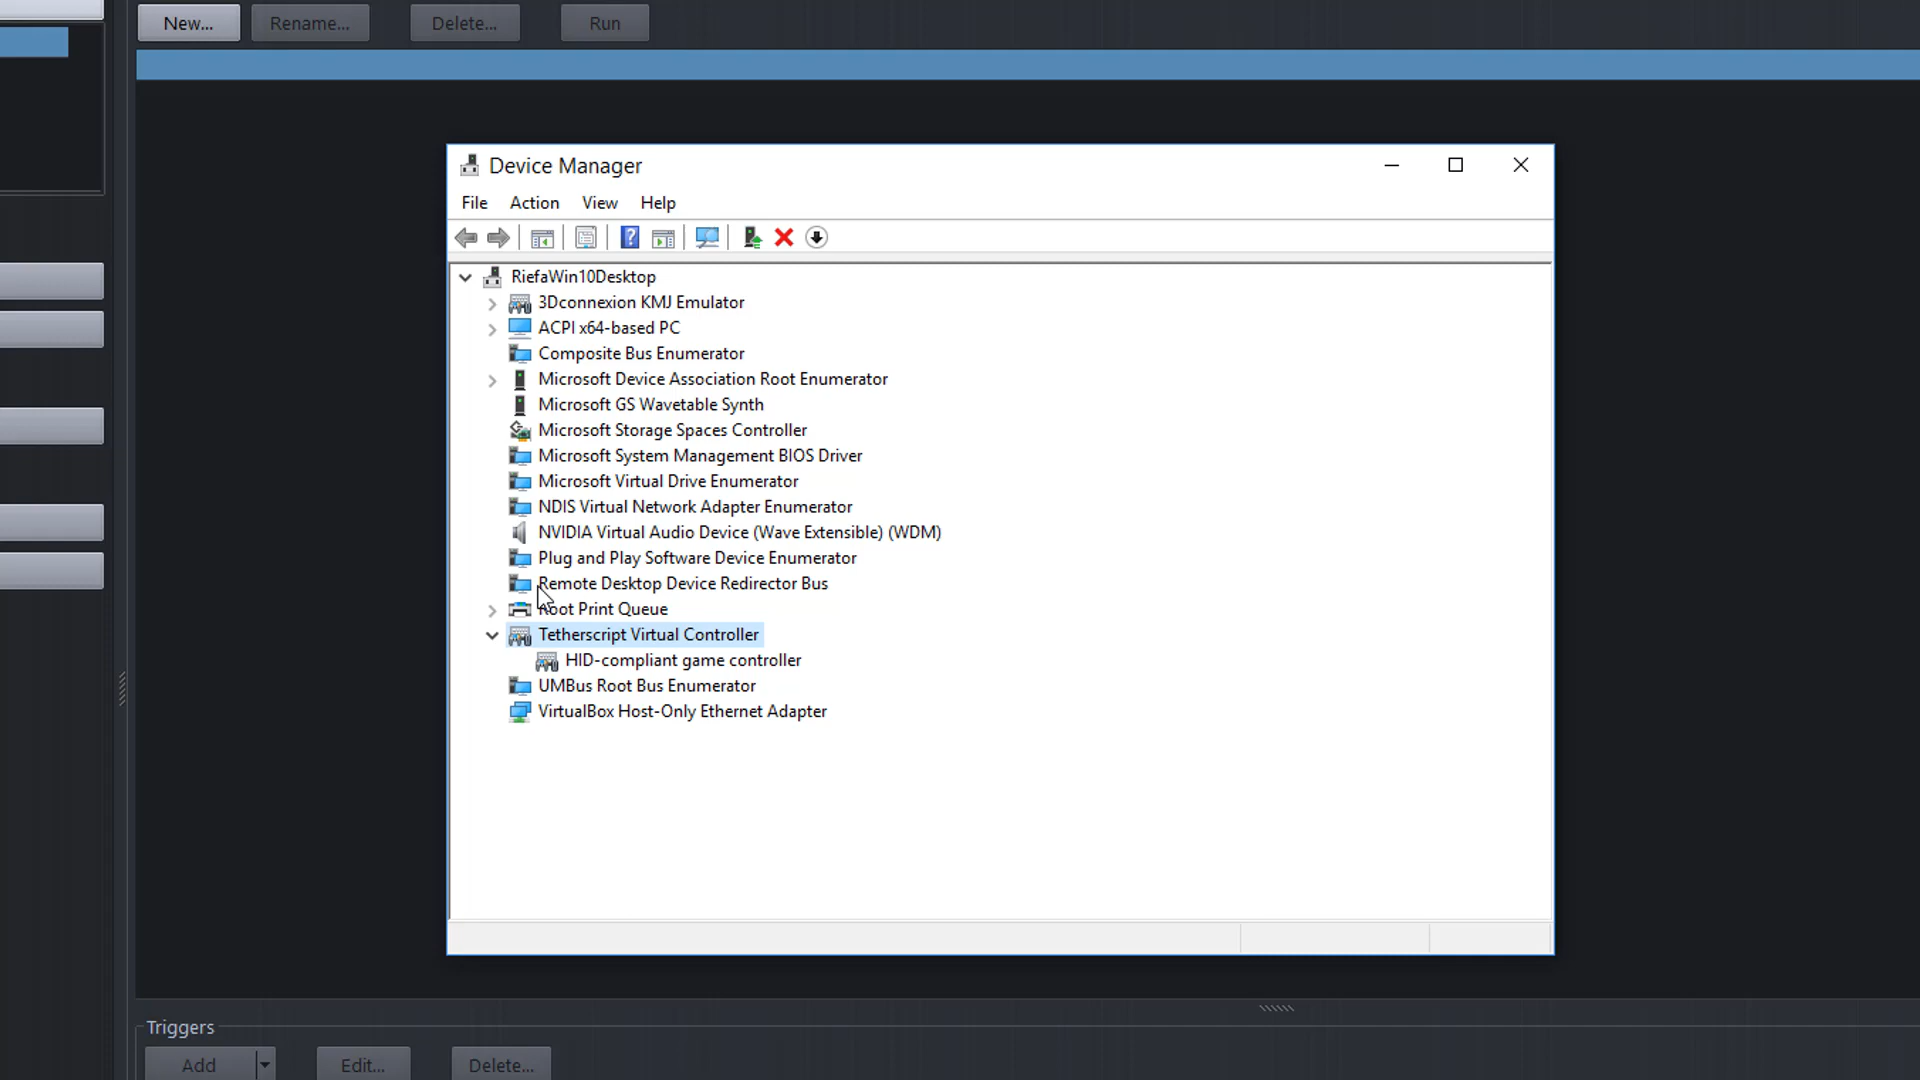 New...
Rename...
Delete...
Run
Device Manager
File
Action
View
Help
RiefaWin10Desktop
3Dconnexion KMJ Emulator
ACPI x64-based PC
Composite Bus Enumerator
Microsoft Device Association Root Enumerator
Microsoft GS Wavetable Synth
Microsoft Storage Spaces Controller
Microsoft System Management BIOS Driver
Microsoft Virtual Drive Enumerator
NDIS Virtual Network Adapter Enumerator
NVIDIA Virtual Audio Device (Wave Extensible) (WDM)
Plug and Play Software Device Enumerator
Remote Desktop Device Redirector Bus
Root Print Queue
Tetherscript Virtual Controller
HID-compliant game controller
UMBus Root Bus Enumerator
VirtualBox Host-Only Ethernet Adapter
Triggers
Add
Edit...
Delete...